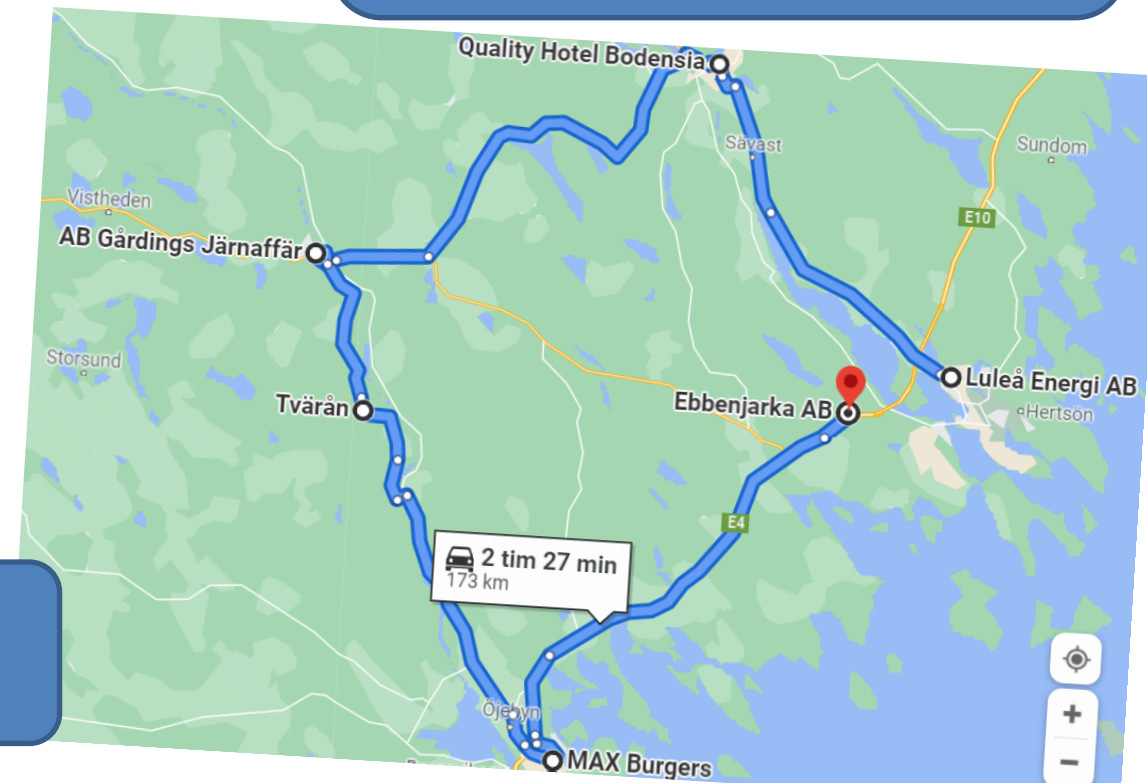 Quality Hotel Bodensia
Sävast
Sundom
Vistheden
E10
AB Gårdings Järnaffär
Storsund
Luleå Energi AB
Tvärån
Ebbenjarka AB
Hertsön
E4
2 tim 27 min
173 km
Öjebyn
MAX Burgers
+
−